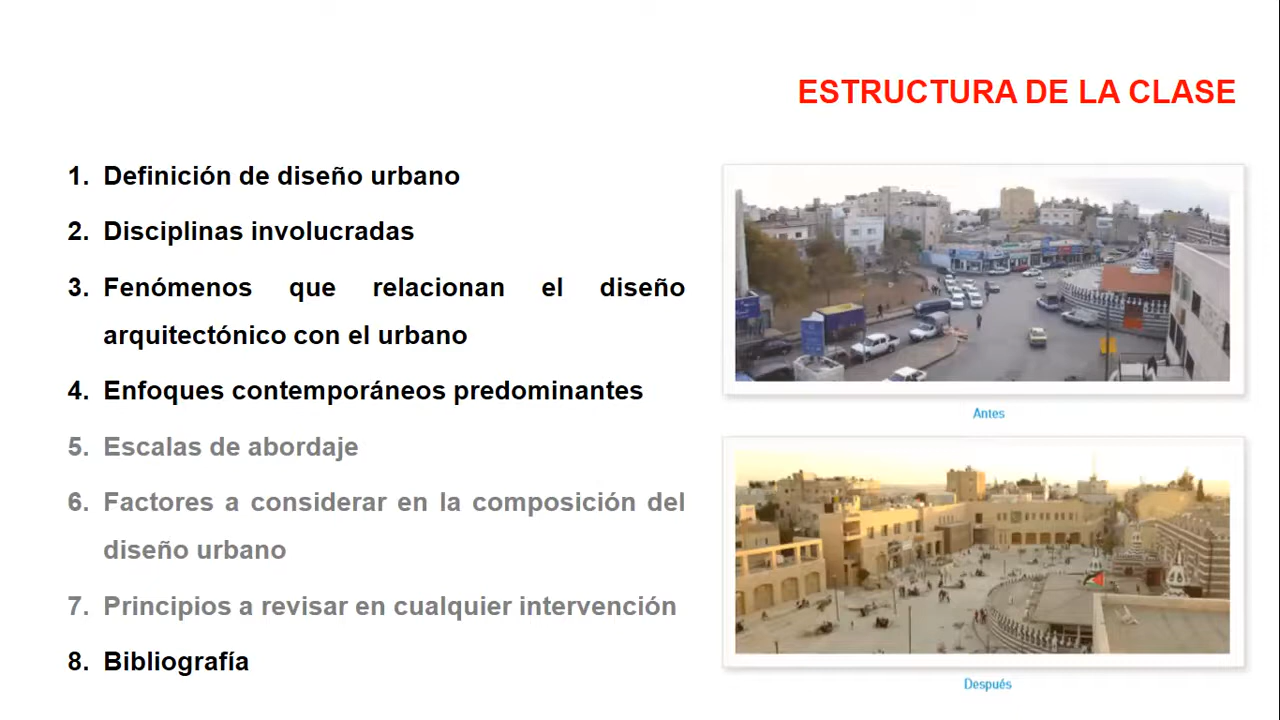 ESTRUCTURA DE LA CLASE
1. Definición de diseño urbano
2. Disciplinas involucradas
3. Fenómenos que relacionan el diseño
arquitectónico con el urbano
4. Enfoques contemporáneos predominantes
5. Escalas de abordaje
6. Factores a considerar en la composición del
diseño urbano
7. Principios a revisar en cualquier intervención
8. Bibliografía
Antes
Después